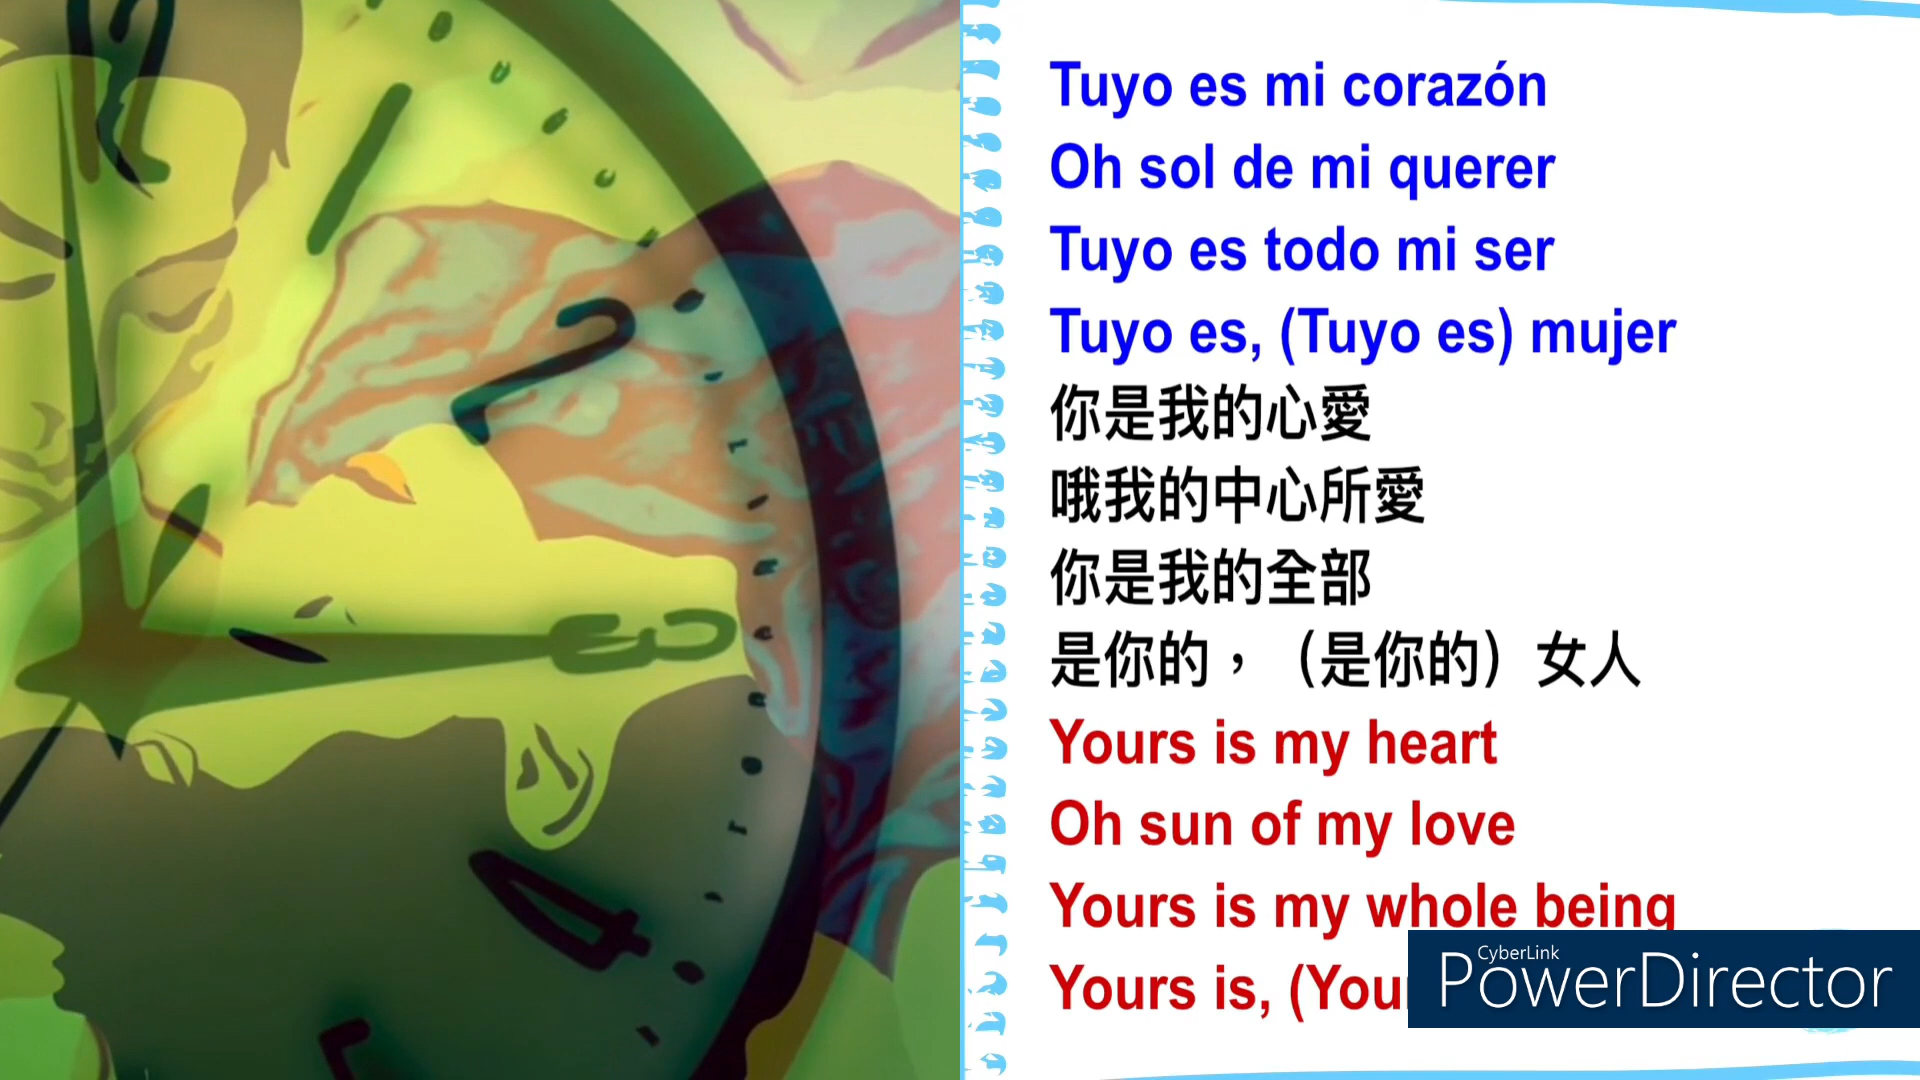 Tuyo es mi corazón
Oh sol de mi querer
Tuyo es todo mi ser
Tuyo es, (Tuyo es) mujer
你是我的心愛
哦我的中心所愛
你是我的全部
是你的，（是你的）女人
Yours is my heart
Oh sun of my love
Yours is my whole being
Yours is, (You
CyberLink
PowerDirector
2
3
4